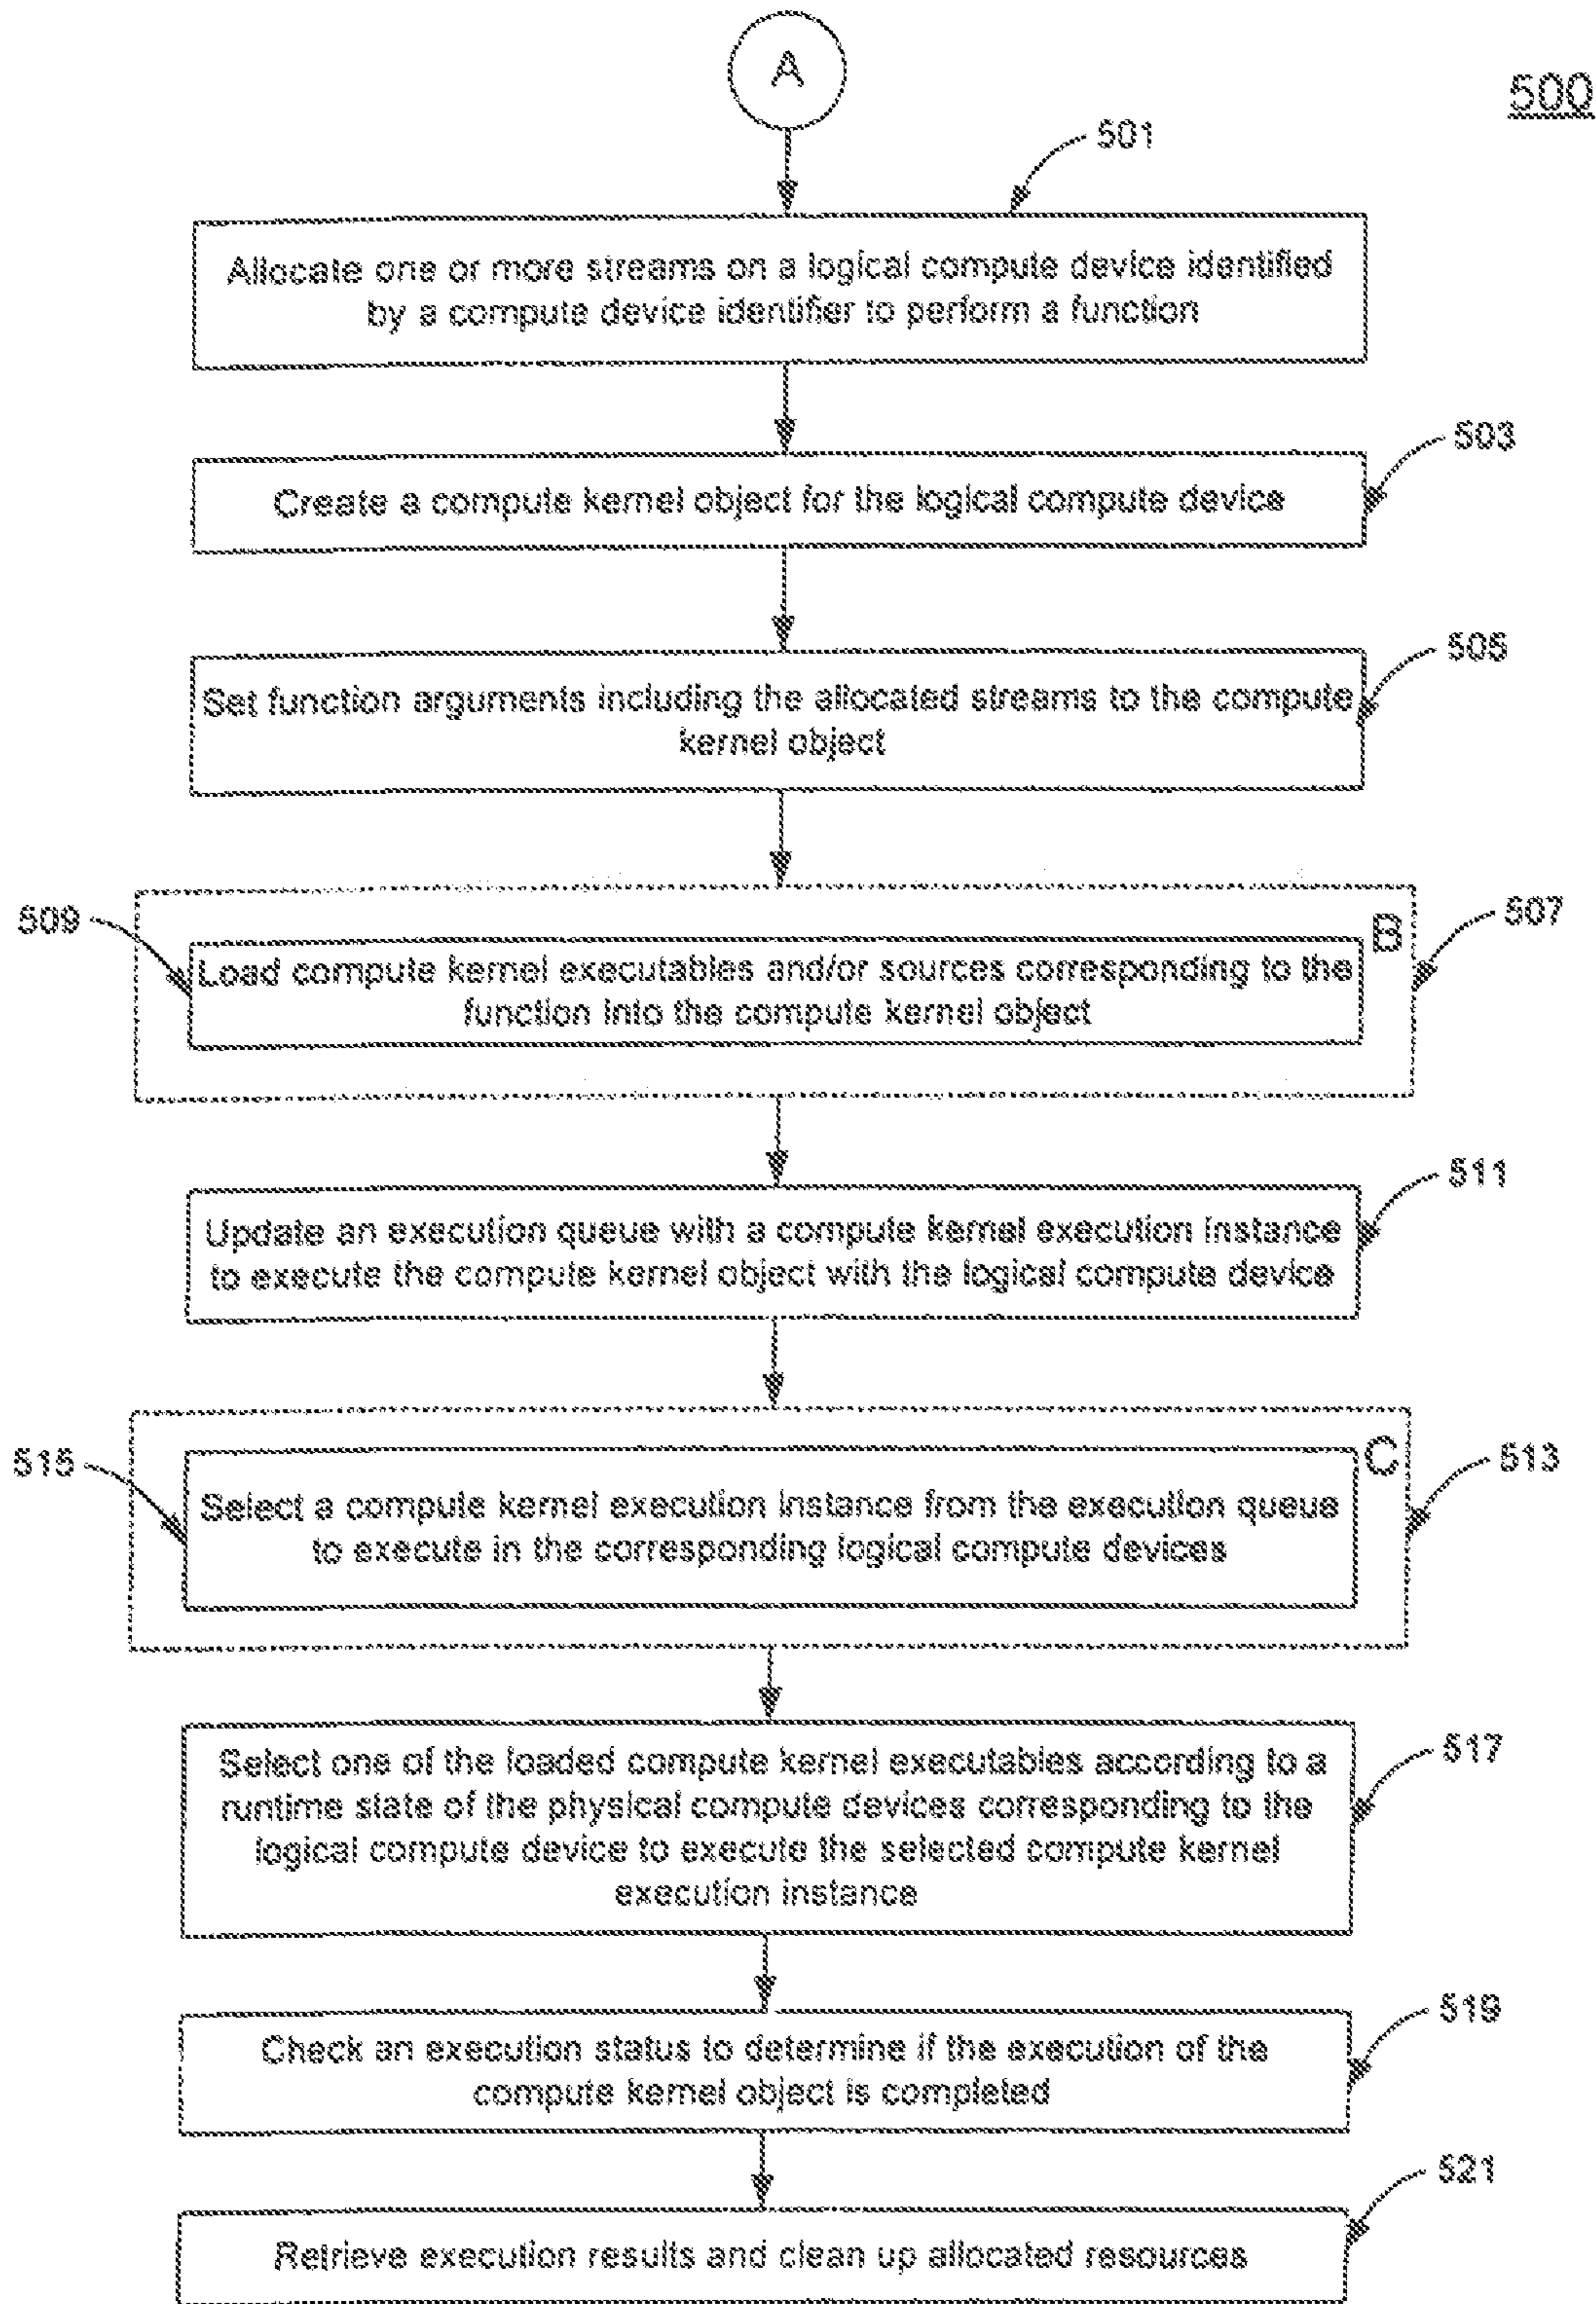 A
500
501
Allocate one or more streams on a logical compute device identified
by a compute device identifier to perform a function
503
Create a compute kernel object for the logical compute device
505
Set function arguments including the allocated streams to the compute
kernel object
509
B
507
Load compute kernel executables and/or sources corresponding to the
function into the compute kernel object
511
Update an execution queue with a compute kernel execution instance
to execute the compute kernel object with the logical compute device
515
C
513
Select a compute kernel execution instance from the execution queue
to execute in the corresponding logical compute devices
517
Select one of the loaded compute kernel executables according to a
runtime state of the physical compute devices corresponding to the
logical compute device to execute the selected compute kernel
execution instance
519
Check an execution status to determine if the execution of the
compute kernel object is completed
521
Retrieve execution results and clean up allocated resources